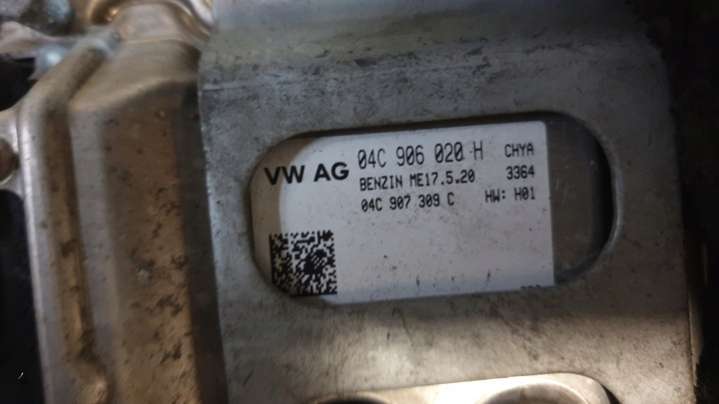 VW AG 04C 906 020 H CHYA
BENZIN ME17.5.20 3364
04C 907 309 C HW: H01